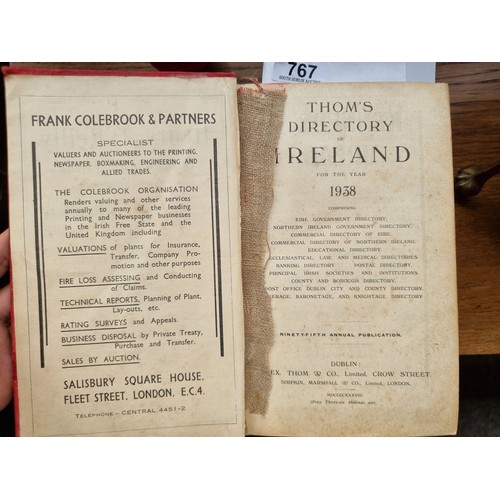 FRANK COLEBROOK & PARTNERS
SPECIALIST
VALUERS AND AUCTIONEERS TO THE PRINTING,
NEWSPAPER, BOXMAKING, ENGINEERING AND
ALLIED TRADES.
THE COLEBROOK ORGANISATION
Renders valuing and other services
annually to many of the leading
Printing and Newspaper businesses
in the Irish Free State and the
United Kingdom including
VALUATIONS of plants for Insurance,
Transfer, Company Pro-
motion and other purposes
FIRE LOSS ASSESSING and Conducting
of Claims.
TECHNICAL REPORTS, Planning of Plant,
Lay-outs, etc.
RATING SURVEYS and Appeals.
BUSINESS DISPOSAL by Private Treaty,
Purchase and Transfer.
SALES BY AUCTION.
SALISBURY SQUARE HOUSE,
FLEET STREET, LONDON, E.C.4.
TELEPHONE—CENTRAL 4451-2
767
THOM'S
DIRECTORY
OF
IRELAND
FOR THE YEAR
1938
COMPRISING
EIRE GOVERNMENT DIRECTORY.
NORTHERN IRELAND GOVERNMENT DIRECTORY.
COMMERCIAL DIRECTORY OF EIRE.
COMMERCIAL DIRECTORY OF NORTHERN IRELAND.
EDUCATIONAL DIRECTORY.
ECCLESIASTICAL, LAW, AND MEDICAL DIRECTORIES.
BANKING DIRECTORY. POSTAL DIRECTORY.
PRINCIPAL IRISH SOCIETIES AND INSTITUTIONS.
COUNTY AND BOROUGH DIRECTORY.
POST OFFICE DUBLIN CITY AND COUNTY DIRECTORY.
ERAGE, BARONETAGE, AND KNIGHTAGE DIRECTORY
NINETY-FIFTH ANNUAL PUBLICATION.
DUBLIN:
EX. THOM & CO., Limited, CROW STREET.
SIMPKIN, MARSHALL & CO., Limited, LONDON.